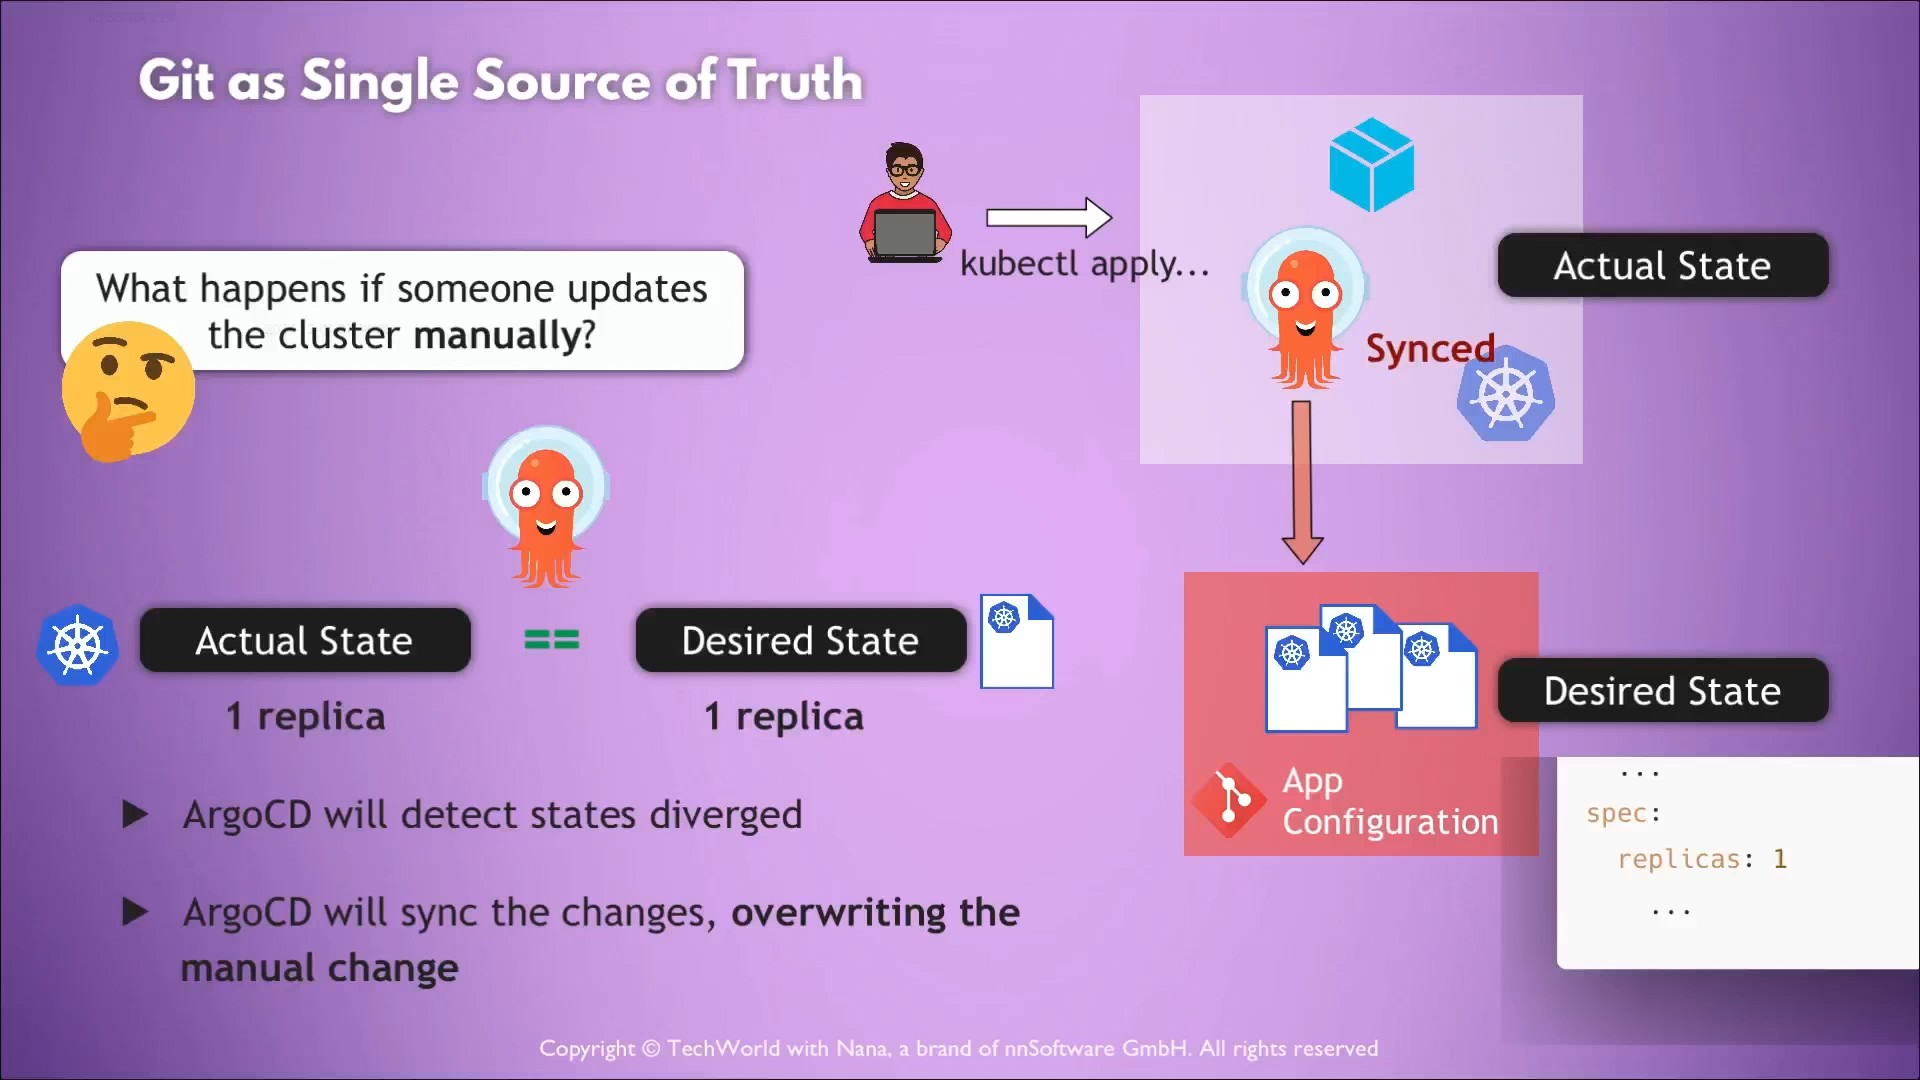 Git as Single Source of Truth
What happens if someone updates
the cluster manually?
kubectl apply...
Actual State
Synced
Actual State
==
Desired State
1 replica
1 replica
ArgoCD will detect states diverged
ArgoCD will sync the changes, overwriting the
manual change
App
Configuration
Desired State
...
spec:
replicas: 1
...
Copyright © TechWorld with Nana, a brand of nnSoftware GmbH. All rights reserved